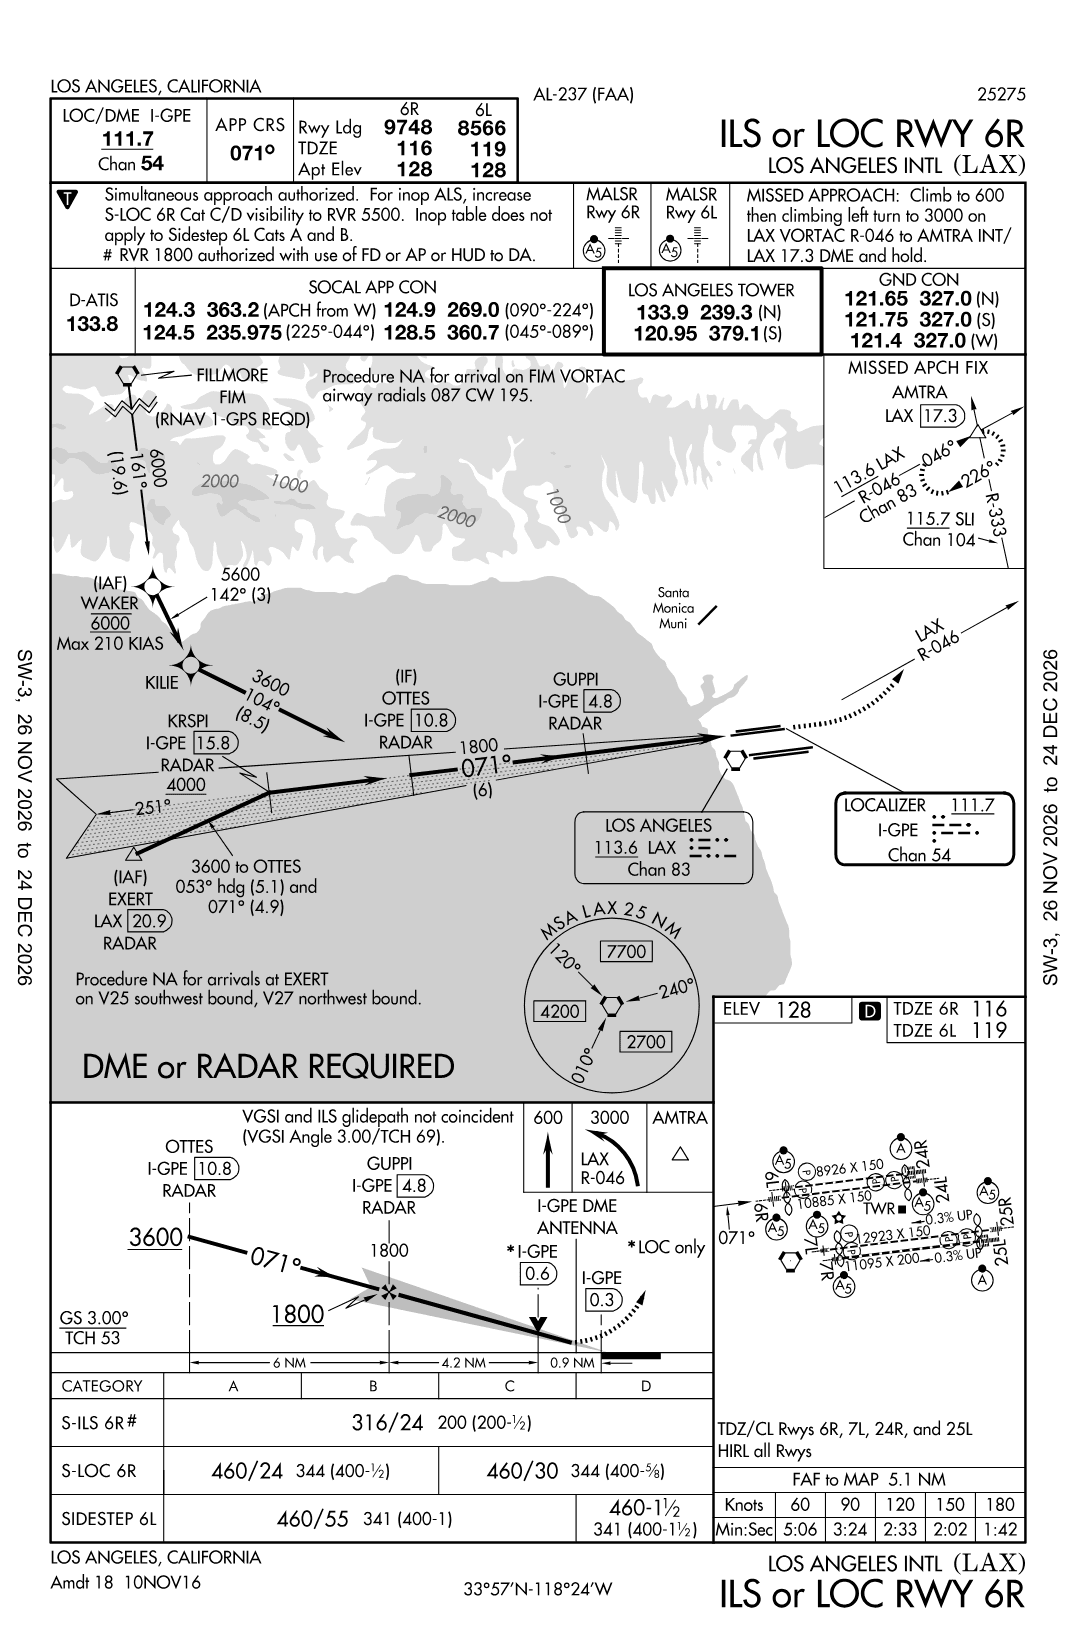 LOS ANGELES, CALIFORNIA
AL-237 (FAA)
25275
LOC/DME I-GPE
111.7
Chan 54
APP CRS
071°
6R 6L
Rwy Ldg 9748 8566
TDZE 116 119
Apt Elev 128 128
ILS or LOC RWY 6R
LOS ANGELES INTL (LAX)
T
Simultaneous approach authorized. For inop ALS, increase
S-LOC 6R Cat C/D visibility to RVR 5500. Inop table does not
apply to Sidestep 6L Cats A and B.
# RVR 1800 authorized with use of FD or AP or HUD to DA.
MALSR
Rwy 6R
A5
MALSR
Rwy 6L
A5
MISSED APPROACH: Climb to 600
then climbing left turn to 3000 on
LAX VORTAC R-046 to AMTRA INT/
LAX 17.3 DME and hold.
D-ATIS
133.8
SOCAL APP CON
124.3 363.2 (APCH from W) 124.9 269.0 (090°-224°)
124.5 235.975 (225°-044°) 128.5 360.7 (045°-089°)
LOS ANGELES TOWER
133.9 239.3 (N)
120.95 379.1 (S)
GND CON
121.65 327.0 (N)
121.75 327.0 (S)
121.4 327.0 (W)
FILLMORE
FIM
(RNAV 1-GPS REQD)
Procedure NA for arrival on FIM VORTAC
airway radials 087 CW 195.
6000
161°
(19.6)
2000
1000
2000
1000
MISSED APCH FIX
AMTRA
LAX 17.3
113.6 LAX
R-046
Chan 83
046°
226°
R-333
115.7 SLI
Chan 104
(IAF)
WAKER
6000
Max 210 KIAS
5600
142° (3)
KILIE
3600
104°
(8.5)
Santa
Monica
Muni
LAX
R-046
KRSPI
I-GPE 15.8
RADAR
4000
(IF)
OTTES
I-GPE 10.8
RADAR
GUPPI
I-GPE 4.8
RADAR
1800
071°
(6)
251°
(IAF)
EXERT
LAX 20.9
RADAR
3600 to OTTES
053° hdg (5.1) and
071° (4.9)
LOS ANGELES
113.6 LAX
Chan 83
LOCALIZER 111.7
I-GPE
Chan 54
Procedure NA for arrivals at EXERT
on V25 southwest bound, V27 northwest bound.
DME or RADAR REQUIRED
MSA LAX 25 NM
120°
7700
240°
4200
2700
010°
ELEV 128
D
TDZE 6R 116
TDZE 6L 119
A5
A
8926 X 150
24R
6L
P
10885 X 150
24L
6R
A5
A5
A5
A5
TWR
0.3% UP
25R
071°
7L
12923 X 150
7R
11095 X 200
0.3% UP
25L
A5
A
TDZ/CL Rwys 6R, 7L, 24R, and 25L
HIRL all Rwys
FAF to MAP 5.1 NM
Knots 60 90 120 150 180
Min:Sec 5:06 3:24 2:33 2:02 1:42
VGSI and ILS glidepath not coincident
(VGSI Angle 3.00/TCH 69).
600
3000
LAX
R-046
AMTRA
OTTES
I-GPE 10.8
RADAR
GUPPI
I-GPE 4.8
RADAR
I-GPE DME
ANTENNA
*I-GPE
0.6
*LOC only
I-GPE
0.3
3600
071°
1800
1800
GS 3.00°
TCH 53
6 NM
4.2 NM
0.9 NM
CATEGORY A B C D
S-ILS 6R# 316/24 200 (200-½)
S-LOC 6R 460/24 344 (400-½) 460/30 344 (400-⅝)
SIDESTEP 6L 460/55 341 (400-1) 460-1½
341 (400-1½)
LOS ANGELES, CALIFORNIA
Amdt 18 10NOV16
33°57'N-118°24'W
LOS ANGELES INTL (LAX)
ILS or LOC RWY 6R
SW-3, 26 NOV 2026 to 24 DEC 2026
SW-3, 26 NOV 2026 to 24 DEC 2026